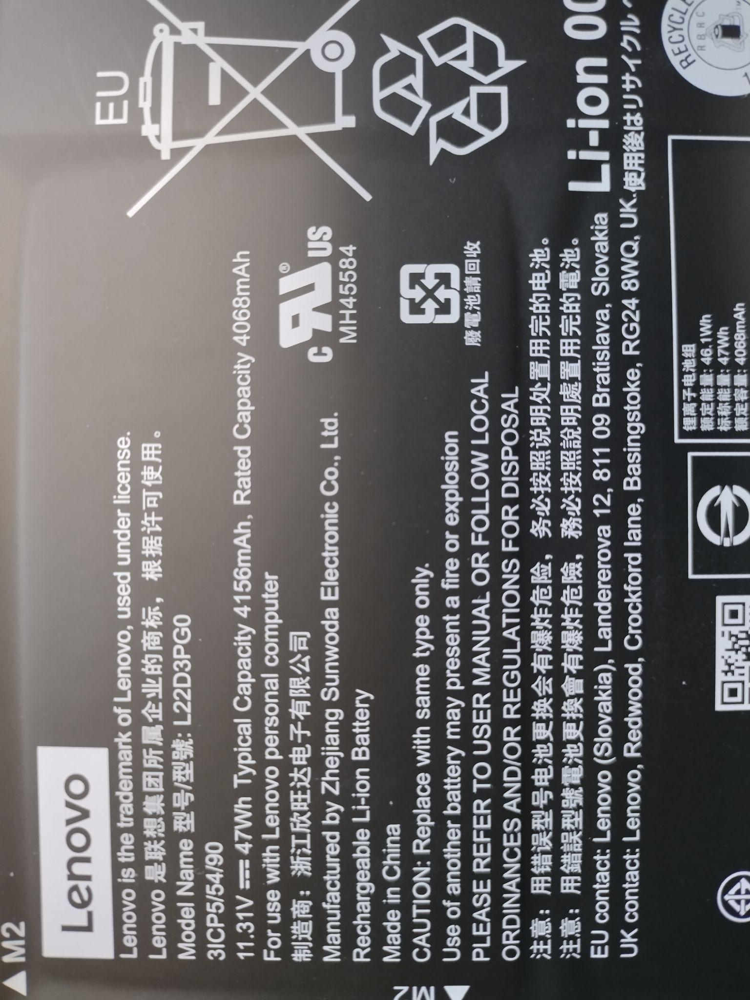 ▲M2
Lenovo
Lenovo is the trademark of Lenovo, used under license.
Lenovo 是联想集团所属企业的商标，根据许可使用。
Model Name 型号/型號: L22D3PG0
3ICP5/54/90
11.31V ⎓ 47Wh Typical Capacity 4156mAh, Rated Capacity 4068mAh
For use with Lenovo personal computer
制造商：浙江欣旺达电子有限公司
Manufactured by Zhejiang Sunwoda Electronic Co., Ltd.
Rechargeable Li-ion Battery
Made in China
CAUTION: Replace with same type only.
Use of another battery may present a fire or explosion
PLEASE REFER TO USER MANUAL OR FOLLOW LOCAL
ORDINANCES AND/OR REGULATIONS FOR DISPOSAL
注意：用错误型号电池更换会有爆炸危险，务必按照说明处置用完的电池。
注意：用錯誤型號電池更換會有爆炸危險，務必按照說明處置用完的電池。
EU contact: Lenovo (Slovakia), Landererova 12, 811 09 Bratislava, Slovakia
UK contact: Lenovo, Redwood, Crockford lane, Basingstoke, RG24 8WQ, UK.
EU
c RU US ®
MH45584
廢電池請回收
Li-ion 00
使用後はリサイクルへ
RECYCLE
RBRC
TM
锂离子电池组
额定能量: 46.1Wh
标称能量: 47Wh
额定容量: 4068mAh
M2